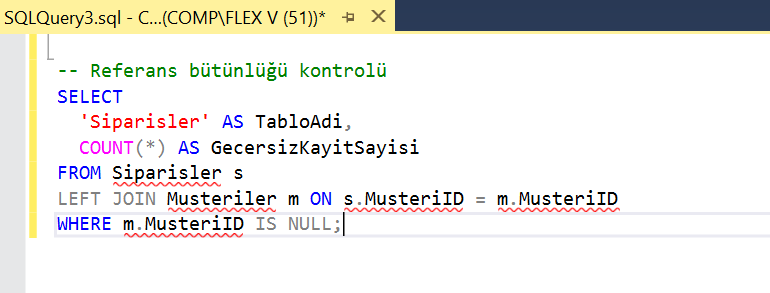 SQLQuery3.sql - C...(COMP\FLEX V (51))*
-- Referans bütünlüğü kontrolü
SELECT
'Siparisler' AS TabloAdi,
COUNT(*) AS GecersizKayitSayisi
FROM Siparisler s
LEFT JOIN Musteriler m ON s.MusteriID = m.MusteriID
WHERE m.MusteriID IS NULL;